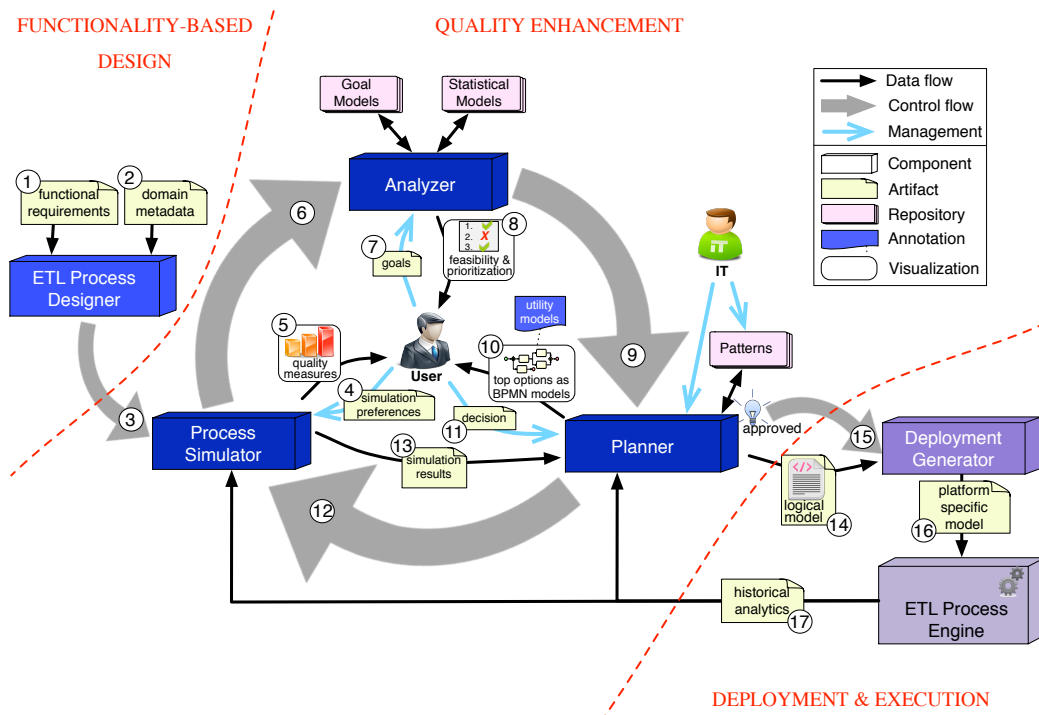 FUNCTIONALITY-BASED
DESIGN
QUALITY ENHANCEMENT
Goal
Models
Statistical
Models
Data flow
Control flow
Management
Component
Artifact
Repository
Annotation
Visualization
1
functional
requirements
2
domain
metadata
ETL Process
Designer
3
6
Analyzer
7
goals
8
1.
2.
3.
X
feasibility &
prioritization
IT
IT
utility
models
5
quality
measures
User
10
top options as
BPMN models
9
Patterns
4
simulation
preferences
decision
11
approved
Process
Simulator
13
simulation
results
Planner
15
Deployment
Generator
</>
logical
model
14
platform
specific
model
16
12
historical
analytics
17
ETL Process
Engine
DEPLOYMENT & EXECUTION